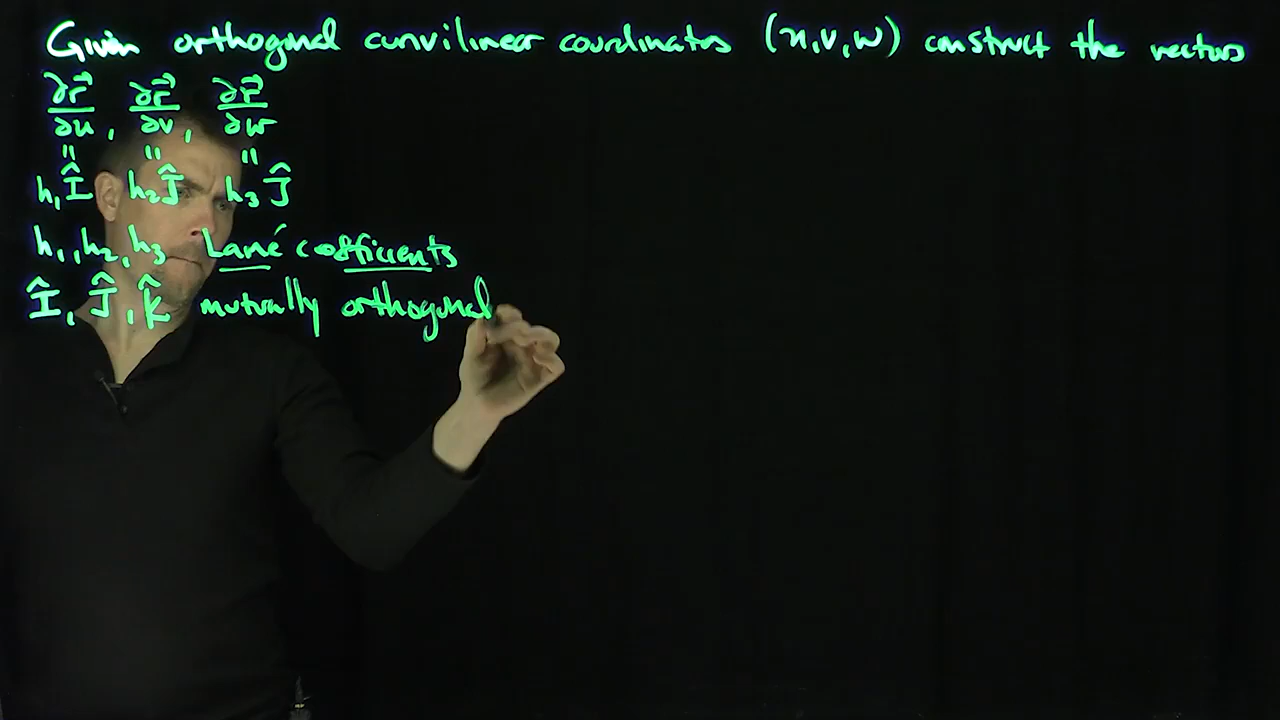 Given orthogonal curvilinear coordinates (u,v,w) construct the vectors
∂r⃗/∂u, ∂r⃗/∂v, ∂r⃗/∂w
" " "
h₁Î h₂Ĵ h₃Ĵ
h₁,h₂,h₃ Lamé coefficients
Î, Ĵ, k̂ mutually orthogonal